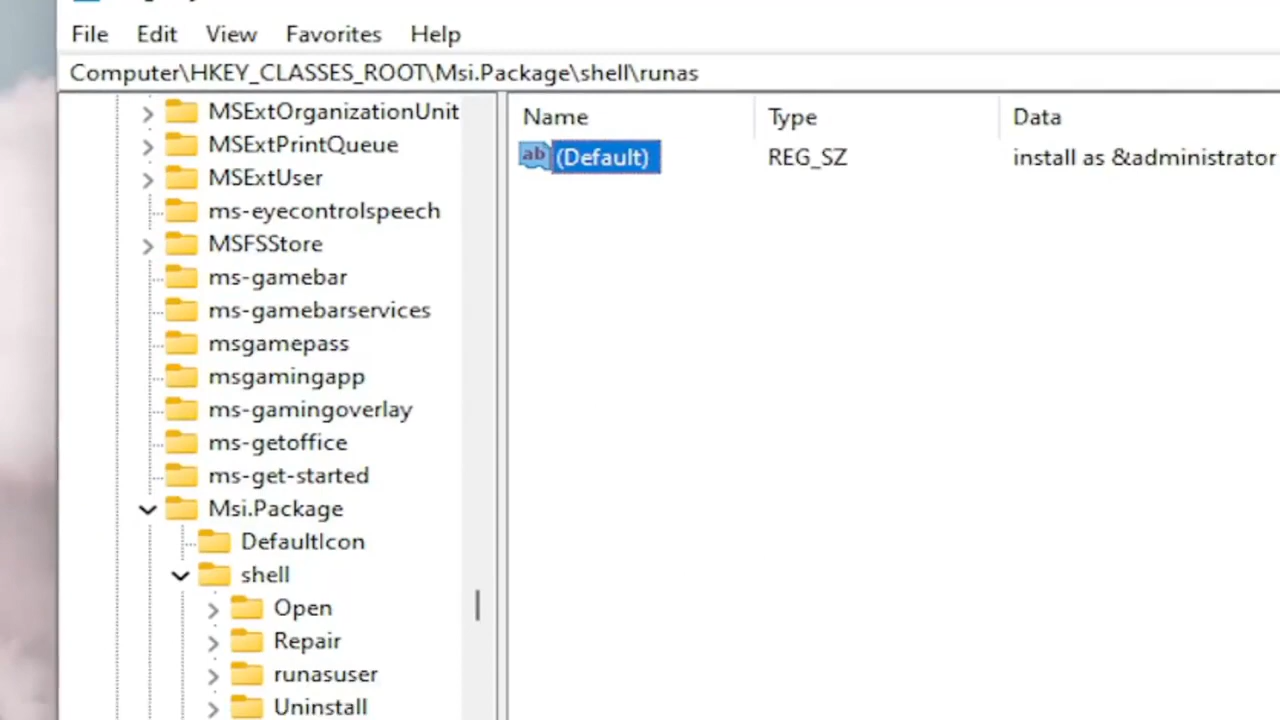 File Edit View Favorites Help
Computer\HKEY_CLASSES_ROOT\Msi.Package\shell\runas
MSExtOrganizationUnit
MSExtPrintQueue
MSExtUser
ms-eyecontrolspeech
MSFSStore
ms-gamebar
ms-gamebarservices
msgamepass
msgamingapp
ms-gamingoverlay
ms-getoffice
ms-get-started
Msi.Package
DefaultIcon
shell
Open
Repair
runasuser
Uninstall
Name Type Data
ab (Default) REG_SZ install as &administrator